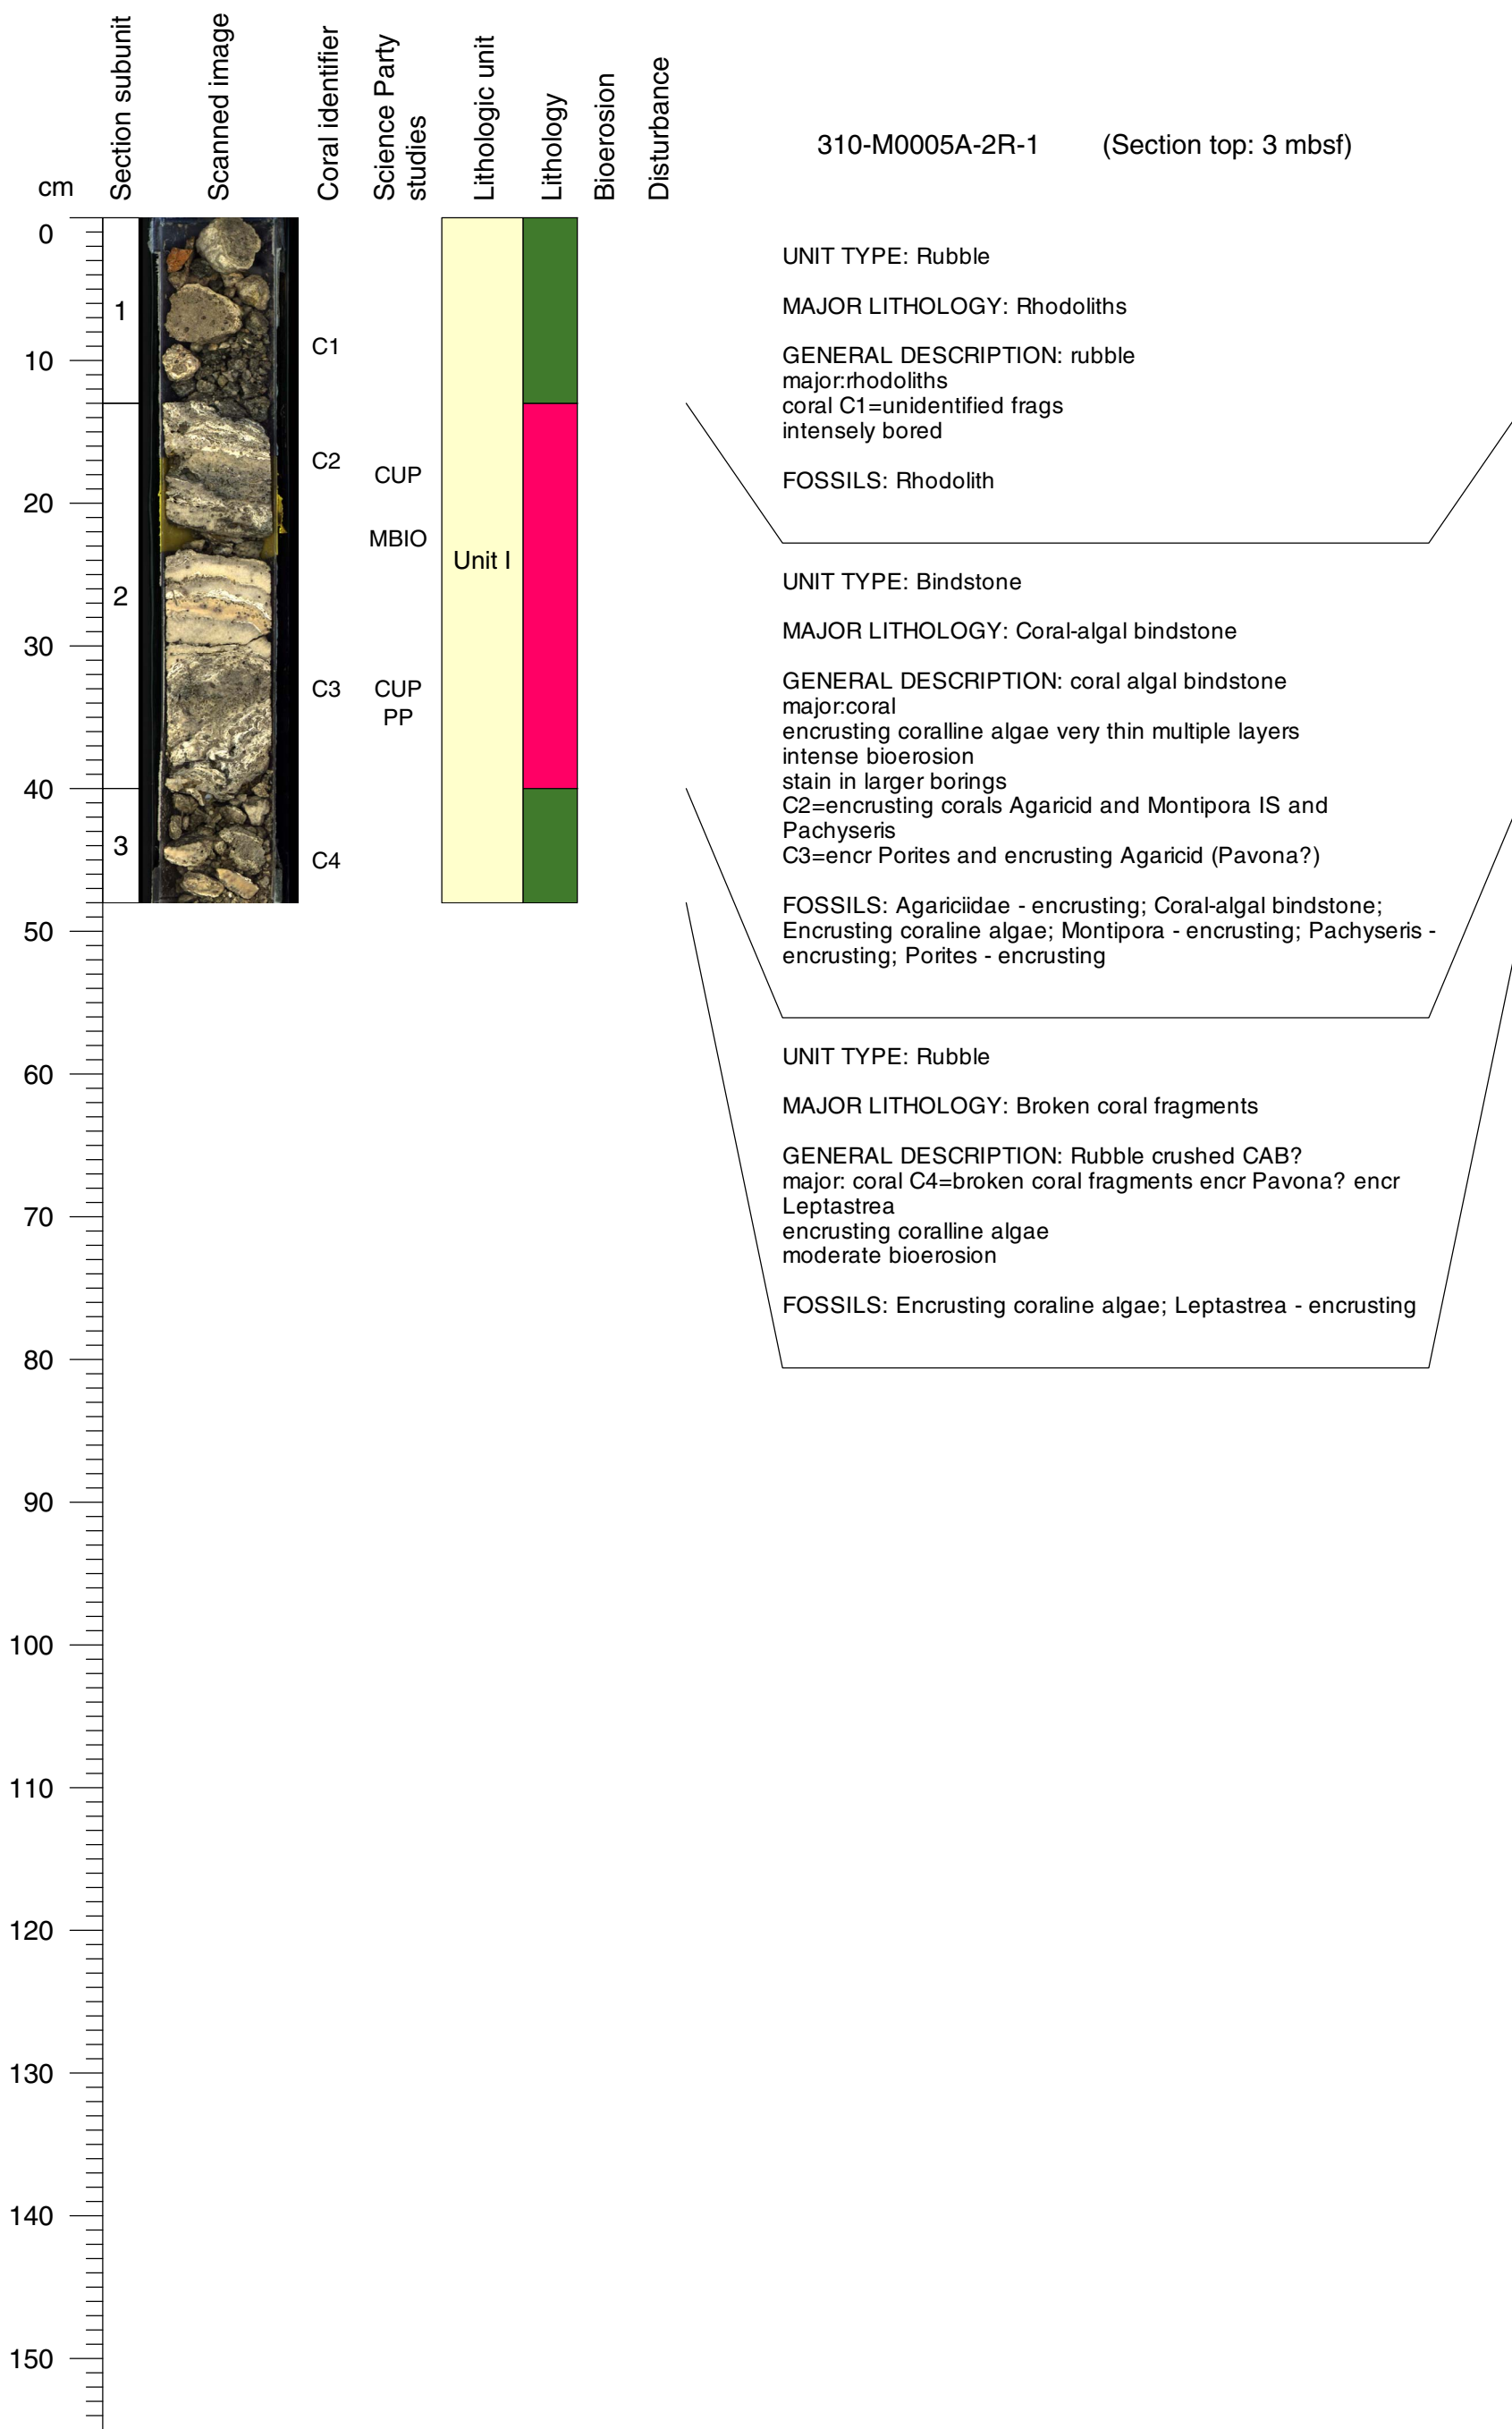 cm
Section subunit
Scanned image
Coral identifier
Science Party
studies
Lithologic unit
Lithology
Bioerosion
Disturbance
310-M0005A-2R-1 (Section top: 3 mbsf)
0
10
20
30
40
50
60
70
80
90
100
110
120
130
140
150
1
2
3
C1
C2
C3
C4
CUP
MBIO
CUP
PP
Unit I
UNIT TYPE: Rubble
MAJOR LITHOLOGY: Rhodoliths
GENERAL DESCRIPTION: rubble
major:rhodoliths
coral C1=unidentified frags
intensely bored
FOSSILS: Rhodolith
UNIT TYPE: Bindstone
MAJOR LITHOLOGY: Coral-algal bindstone
GENERAL DESCRIPTION: coral algal bindstone
major:coral
encrusting coralline algae very thin multiple layers
intense bioerosion
stain in larger borings
C2=encrusting corals Agaricid and Montipora IS and
Pachyseris
C3=encr Porites and encrusting Agaricid (Pavona?)
FOSSILS: Agariciidae - encrusting; Coral-algal bindstone;
Encrusting coraline algae; Montipora - encrusting; Pachyseris -
encrusting; Porites - encrusting
UNIT TYPE: Rubble
MAJOR LITHOLOGY: Broken coral fragments
GENERAL DESCRIPTION: Rubble crushed CAB?
major: coral C4=broken coral fragments encr Pavona? encr
Leptastrea
encrusting coralline algae
moderate bioerosion
FOSSILS: Encrusting coraline algae; Leptastrea - encrusting